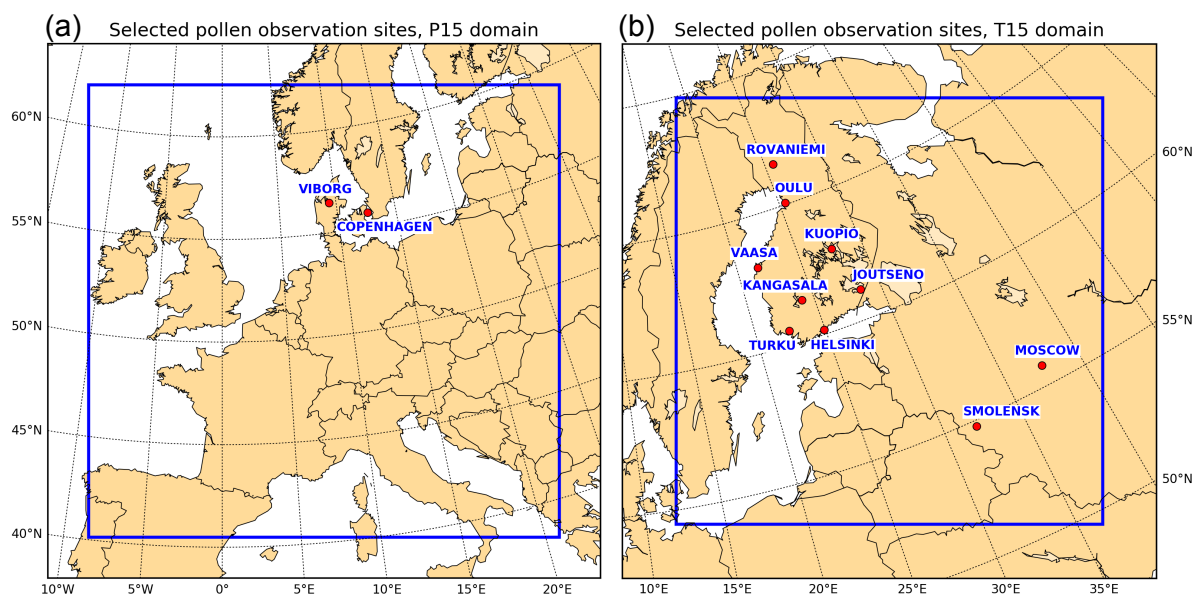 (a)
Selected pollen observation sites, P15 domain
60°N
55°N
50°N
45°N
40°N
VIBORG
COPENHAGEN
10°W
5°W
0°
5°E
10°E
15°E
20°E
(b)
Selected pollen observation sites, T15 domain
ROVANIEMI
OULU
KUOPIO
VAASA
JOUTSENO
KANGASALA
TURKU
HELSINKI
MOSCOW
SMOLENSK
60°N
55°N
50°N
10°E
15°E
20°E
25°E
30°E
35°E